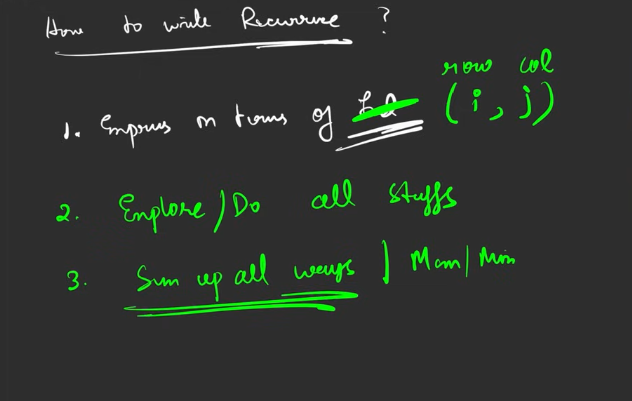 How to write Recurrence ?
row col
1. Express in terms of (i, j)
2. Explore/Do all stuffs
3. Sum up all ways | Max/Min